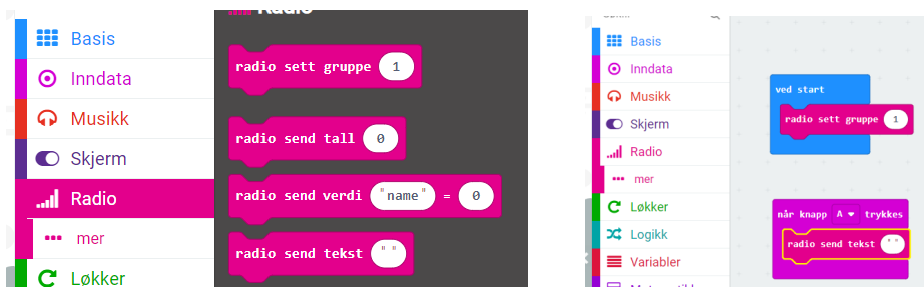 Radio
Basis
Inndata
Musikk
Skjerm
Radio
mer
Løkker
radio sett gruppe 1
radio send tall 0
radio send verdi "name" = 0
radio send tekst " "
Basis
Inndata
Musikk
Skjerm
Radio
mer
Løkker
Logikk
Variabler
ved start
radio sett gruppe 1
når knapp A trykkes
radio send tekst " "